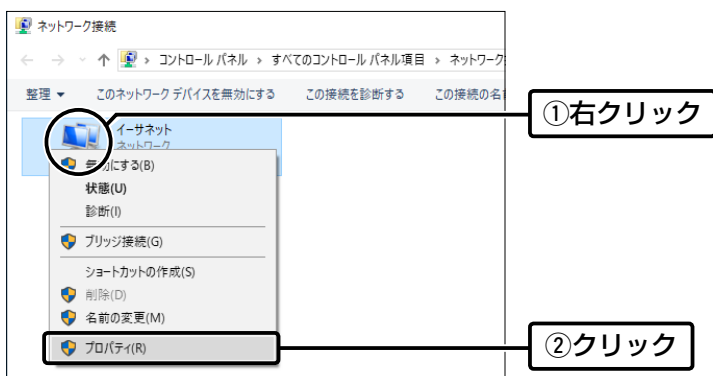 ネットワーク接続
コントロール パネル › すべてのコントロール パネル項目 › ネットワーク
整理 ▼ このネットワーク デバイスを無効にする この接続を診断する この接続の名
①右クリック
イーサネット
ネットワーク
無効にする(B)
状態(U)
診断(I)
ブリッジ接続(G)
ショートカットの作成(S)
削除(D)
名前の変更(M)
プロパティ(R)
②クリック